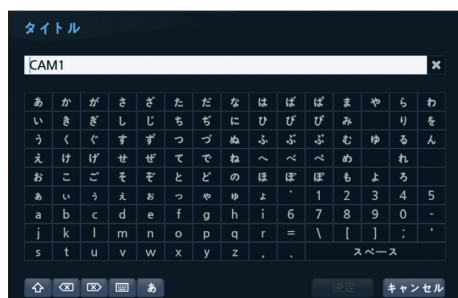 タイトル
CAM1
あ か が さ ざ た だ な は ば ぱ ま や ら わ
い き ぎ し じ ち ぢ に ひ び ぴ み り を
う く ぐ す ず つ づ ぬ ふ ぶ ぷ む ゆ る ん
え け げ せ ぜ て で ね へ べ ぺ め れ
お こ ご そ ぞ と ど の ほ ぼ ぽ も よ ろ
ぁ ぃ ぅ ぇ ぉ っ ゃ ゅ ょ ` 1 2 3 4 5
a b c d e f g h i 6 7 8 9 0 -
j k l m n o p q r = \ [ ] ; '
s t u v w x y z , . スペース
あ 決定 キャンセル